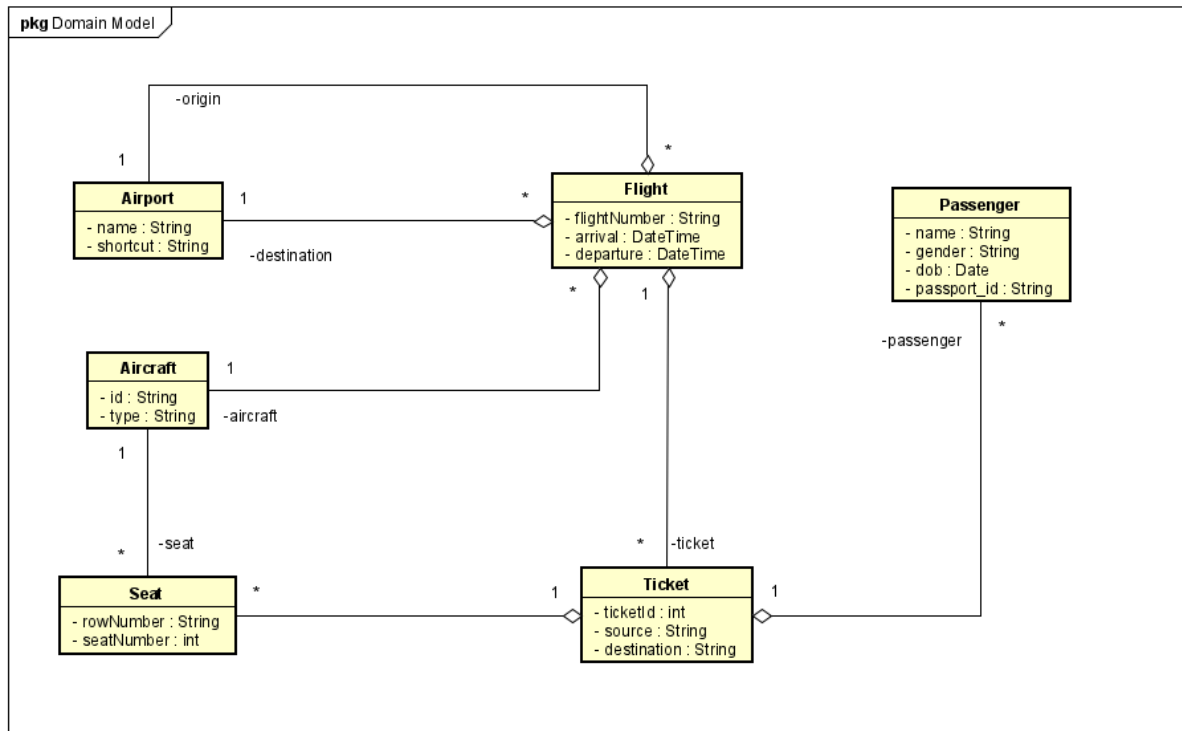 pkg Domain Model
-origin
1
*
Airport
- name : String
- shortcut : String
1
*
-destination
Flight
- flightNumber : String
- arrival : DateTime
- departure : DateTime
Passenger
- name : String
- gender : String
- dob : Date
- passport_id : String
*
1
*
-passenger
Aircraft
- id : String
- type : String
1
-aircraft
1
-seat
*
*
-ticket
Seat
- rowNumber : String
- seatNumber : int
*
1
Ticket
- ticketId : int
- source : String
- destination : String
1